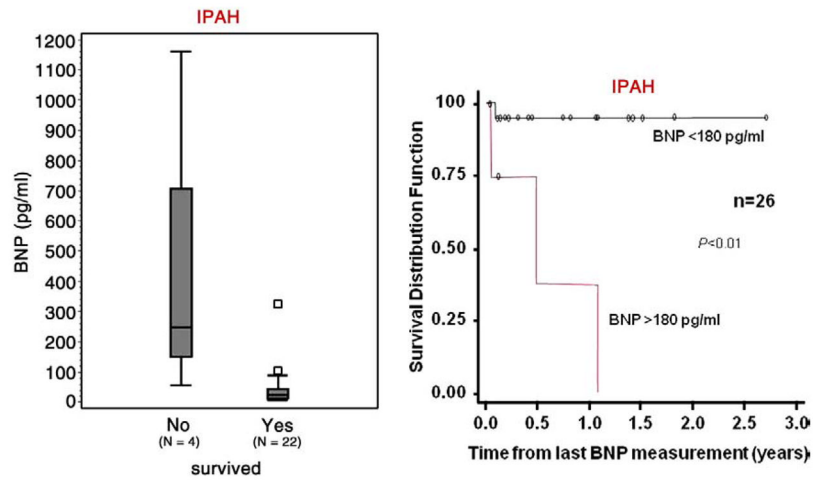 IPAH
1200
1100
1000
900
800
700
600
500
400
300
200
100
0
BNP (pg/ml)
No
Yes
(N = 4)
(N = 22)
survived
IPAH
100
0.75
0.50
0.25
0.00
Survival Distribution Function
BNP <180 pg/ml
n=26
P<0.01
BNP >180 pg/ml
0.0 0.5 1.0 1.5 2.0 2.5 3.0
Time from last BNP measurement (years)